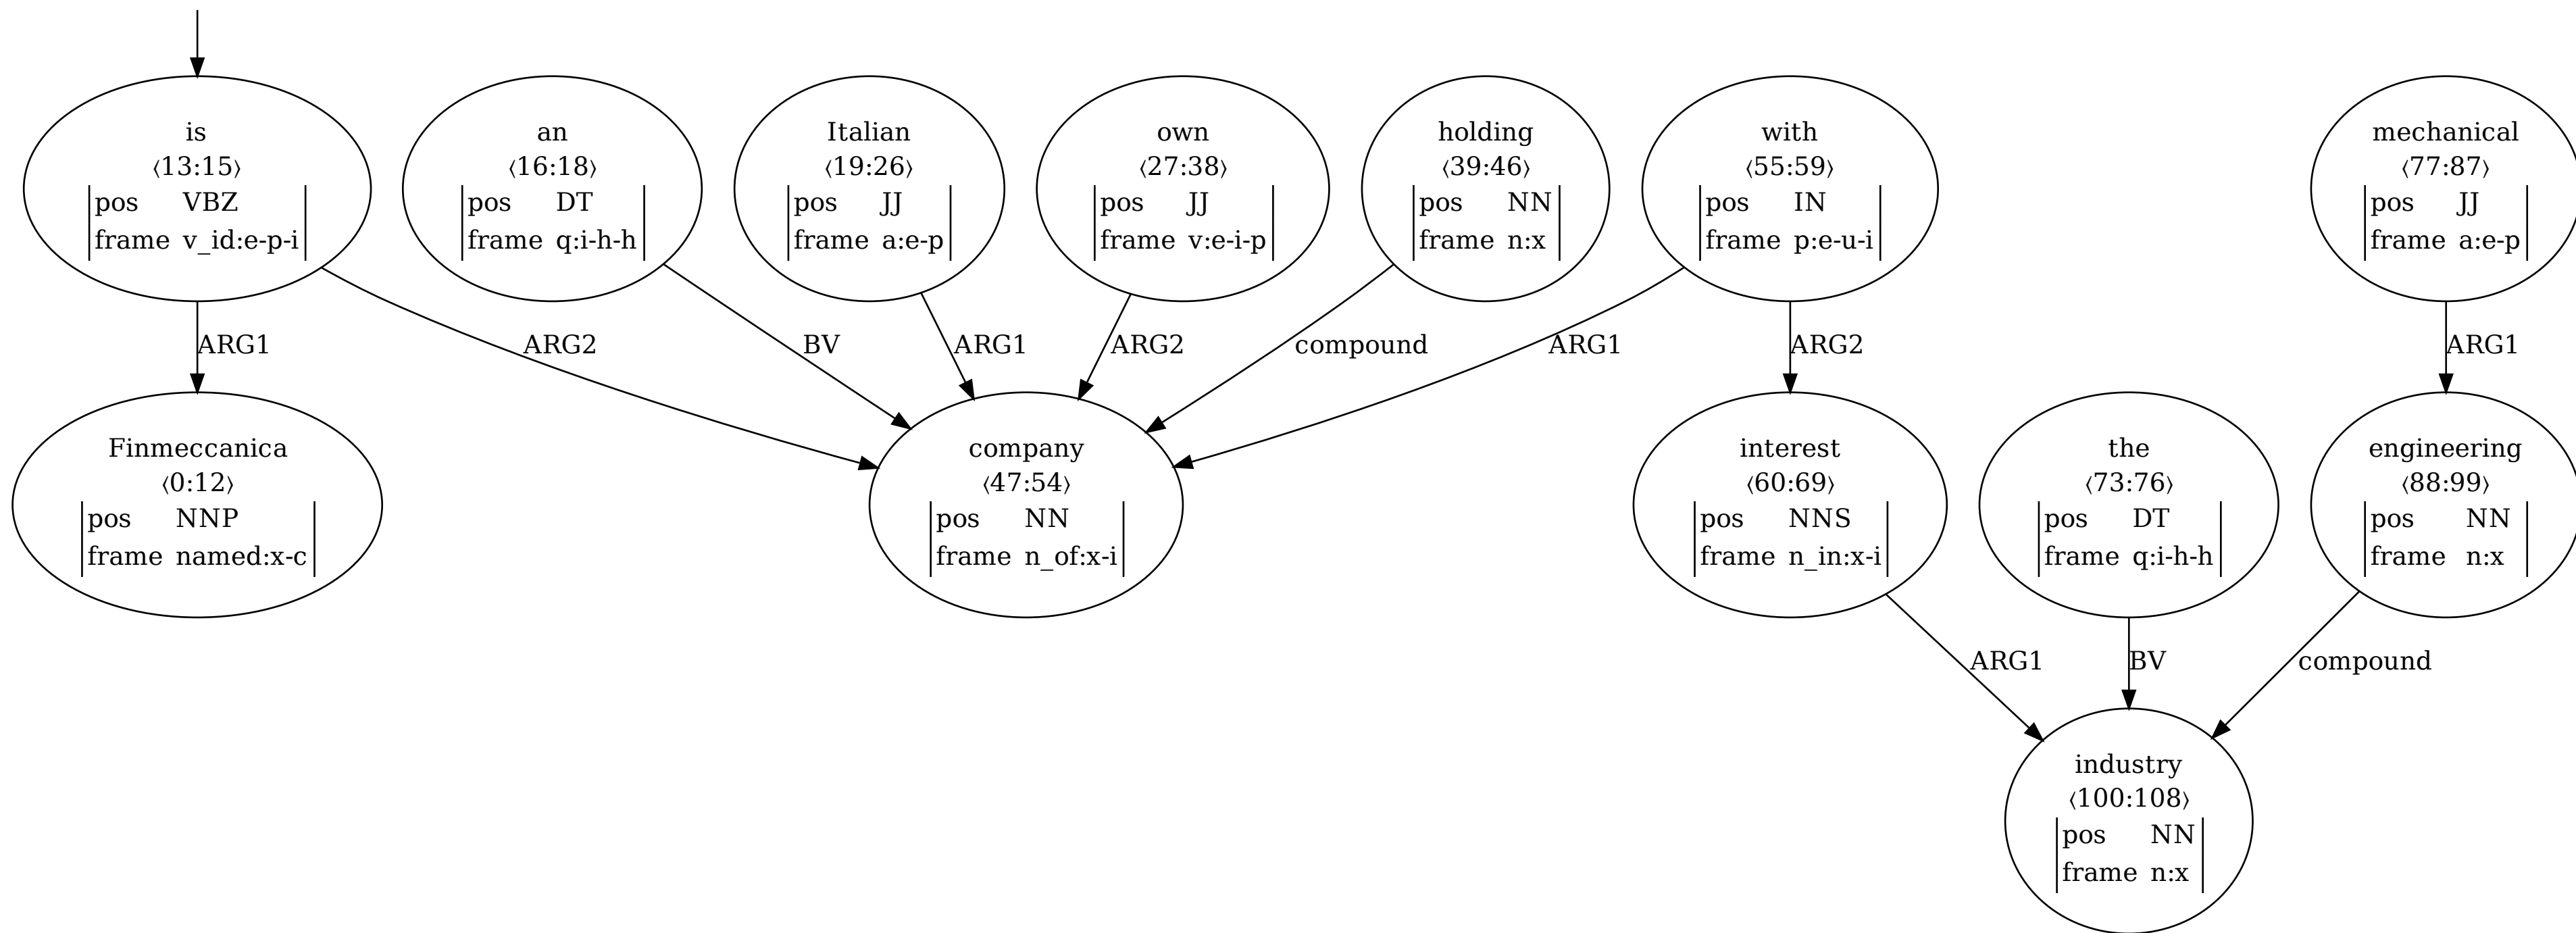 is
⟨13:15⟩
pos VBZ
frame v_id:e-p-i
an
⟨16:18⟩
pos DT
frame q:i-h-h
Italian
⟨19:26⟩
pos JJ
frame a:e-p
own
⟨27:38⟩
pos JJ
frame v:e-i-p
holding
⟨39:46⟩
pos NN
frame n:x
with
⟨55:59⟩
pos IN
frame p:e-u-i
mechanical
⟨77:87⟩
pos JJ
frame a:e-p
ARG1
ARG2
BV
ARG1
ARG2
compound
ARG1
ARG2
ARG1
Finmeccanica
⟨0:12⟩
pos NNP
frame named:x-c
company
⟨47:54⟩
pos NN
frame n_of:x-i
interest
⟨60:69⟩
pos NNS
frame n_in:x-i
the
⟨73:76⟩
pos DT
frame q:i-h-h
engineering
⟨88:99⟩
pos NN
frame n:x
ARG1
BV
compound
industry
⟨100:108⟩
pos NN
frame n:x